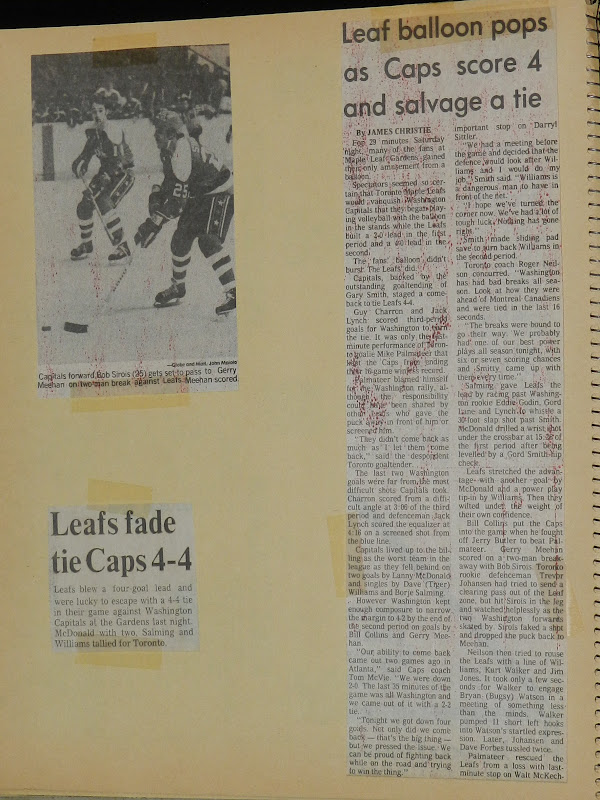 25
—Globe and Mail, John Maiola
Capitals forward Bob Sirois (25) gets set to pass to Gerry
Meehan on two man break against Leafs Meehan scored
Leafs fade
tie Caps 4-4
Leafs blew a four-goal lead and
were lucky to escape with a 4-4 tie
in their game against Washington
Capitals at the Gardens last night.
McDonald with two, Salming and
Williams tallied for Toronto.
Leaf balloon pops
as Caps score 4
and salvage a tie
By JAMES CHRISTIE
For 29 minutes Saturday
night, many of the fans at
Maple Leaf Gardens gained
their only amusement from a
balloon.
Spectators seemed so cer-
tain that Toronto Maple Leafs
would vanquish Washington
Capitals that they began play-
ing volleyball with the balloon
in the stands while the Leafs
built a 2-0 lead in the first
period and a 4-0 lead in the
second.
The fans' balloon didn't
burst. The Leafs' did.
Capitals, backed by the
outstanding goaltending of
Gary Smith, staged a come-
back to tie the Leafs 4-4.
Guy Charron and Jack
Lynch scored third-period
goals for Washington to earn
the tie. It was only the last-
minute performance of Toron-
to goalie Mike Palmateer that
kept the Caps from ending
their 16-game winless record.
Palmateer blamed himself
for the Washington rally, al-
though the responsibility
could have been shared by
other Leafs who gave the
puck away in front of him or
screened him.
"They didn't come back as
much as I let them come
back," said the despondent
Toronto goaltender.
The last two Washington
goals were far from the most
difficult shots Capitals took.
Charron scored from a diffi-
cult angle at 3:06 of the third
period and defenceman Jack
Lynch scored the equalizer at
6:16 on a screened shot from
the blue line.
Capitals lived up to the bill-
ing as the worst team in the
league as they fell behind on
two goals by Lanny McDonald
and singles by Dave (Tiger)
Williams and Borje Salming.
However Washington kept
enough composure to narrow
the margin to 4-2 by the end of
the second period on goals by
Bill Collins and Gerry Mee-
han.
"Our ability to come back
came out two games ago in
Atlanta," said Caps coach
Tom McVie. "We were down
2-0. The last 35 minutes of the
game was all Washington and
we came out of it with a 2-2
tie.
"Tonight we got down four
goals. Not only did we come
back — that's the big thing —
but we pressed the issue. We
can be proud of fighting back
while on the road and trying
to win the thing."
important stop on Darryl
Sittler.
"We had a meeting before
the game and decided that the
defence would look after Wil-
liams and I would do my
job," Smith said. "Williams is
a dangerous man to have in
front of the net.
"I hope we've turned the
corner now. We've had a lot of
tough luck. Nothing has gone
right."
Smith made sliding pad
save to turn back Williams in
the second period.
Toronto coach Roger Neil-
son concurred. "Washington
has had bad breaks all sea-
son. Look at how they were
ahead of Montreal Canadiens
and were tied in the last 16
seconds.
"The breaks were bound to
go their way. We probably
had one of our best power
plays all season tonight, with
six or seven scoring chances
and Smitty came up with
them every time."
Salming gave Leafs the
lead by racing past Washing-
ton rookie Eddie Godin, Gord
Lane and Lynch to whistle a
30-foot slap shot past Smith.
McDonald drilled a wrist shot
under the crossbar at 15:28 of
the first period after being
levelled by a Gord Smith hip
check.
Leafs stretched the advan-
tage with another goal by
McDonald and a power play
tip-in by Williams. Then they
wilted under the weight of
their own confidence.
Bill Collins put the Caps
into the game when he fought
off Jerry Butler to beat Pal-
mateer. Gerry Meehan
scored on a two-man break-
away with Bob Sirois. Toronto
rookie defenceman Trevor
Johansen had tried to send a
clearing pass out of the Leaf
zone, but hit Sirois in the leg
and watched helplessly as the
two Washington forwards
skated by. Sirois faked a shot
and dropped the puck back to
Meehan.
Neilson then tried to rouse
the Leafs with a line of Wil-
liams, Kurt Walker and Jim
Jones. It took only a few sec-
onds for Walker to engage
Bryan (Bugsy) Watson in a
meeting of something less
than the minds. Walker
pumped 11 short left hooks
into Watson's startled expres-
sion. Later, Johansen and
Dave Forbes tussled twice.
Palmateer rescued the
Leafs from a loss with last-
minute stop on Walt McKech-